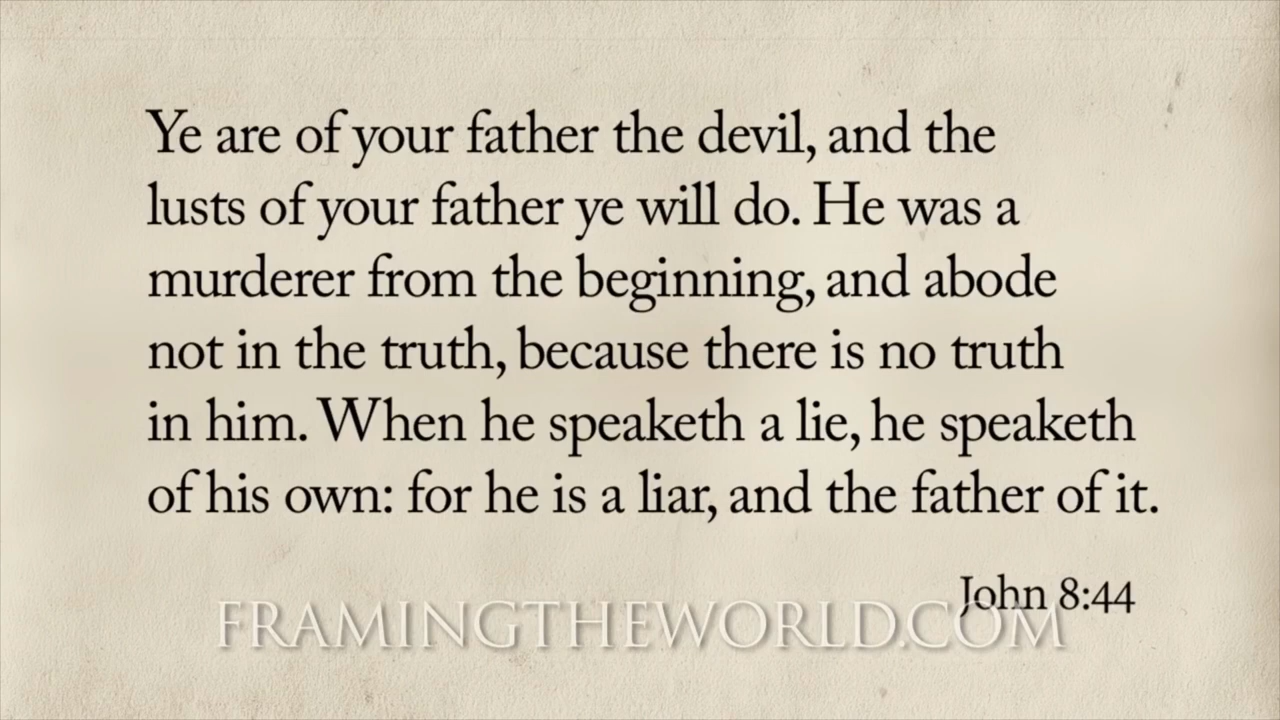 Ye are of your father the devil, and the
lusts of your father ye will do. He was a
murderer from the beginning, and abode
not in the truth, because there is no truth
in him. When he speaketh a lie, he speaketh
of his own: for he is a liar, and the father of it.
John 8:44
FRAMINGTHEWORLD.COM